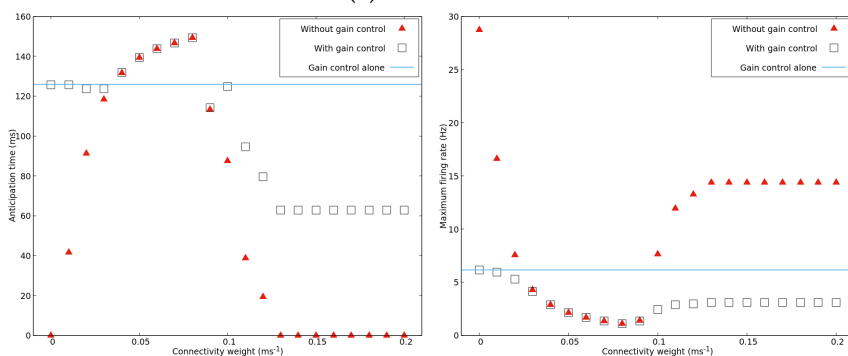 160
140
120
100
80
60
40
20
0
Anticipation time (ms)
Without gain control
With gain control
Gain control alone
0
0.05
0.1
0.15
0.2
Connectivity weight (ms⁻¹)
30
25
20
15
10
5
0
Maximum firing rate (Hz)
Without gain control
With gain control
Gain control alone
0
0.05
0.1
0.15
0.2
Connectivity weight (ms⁻¹)